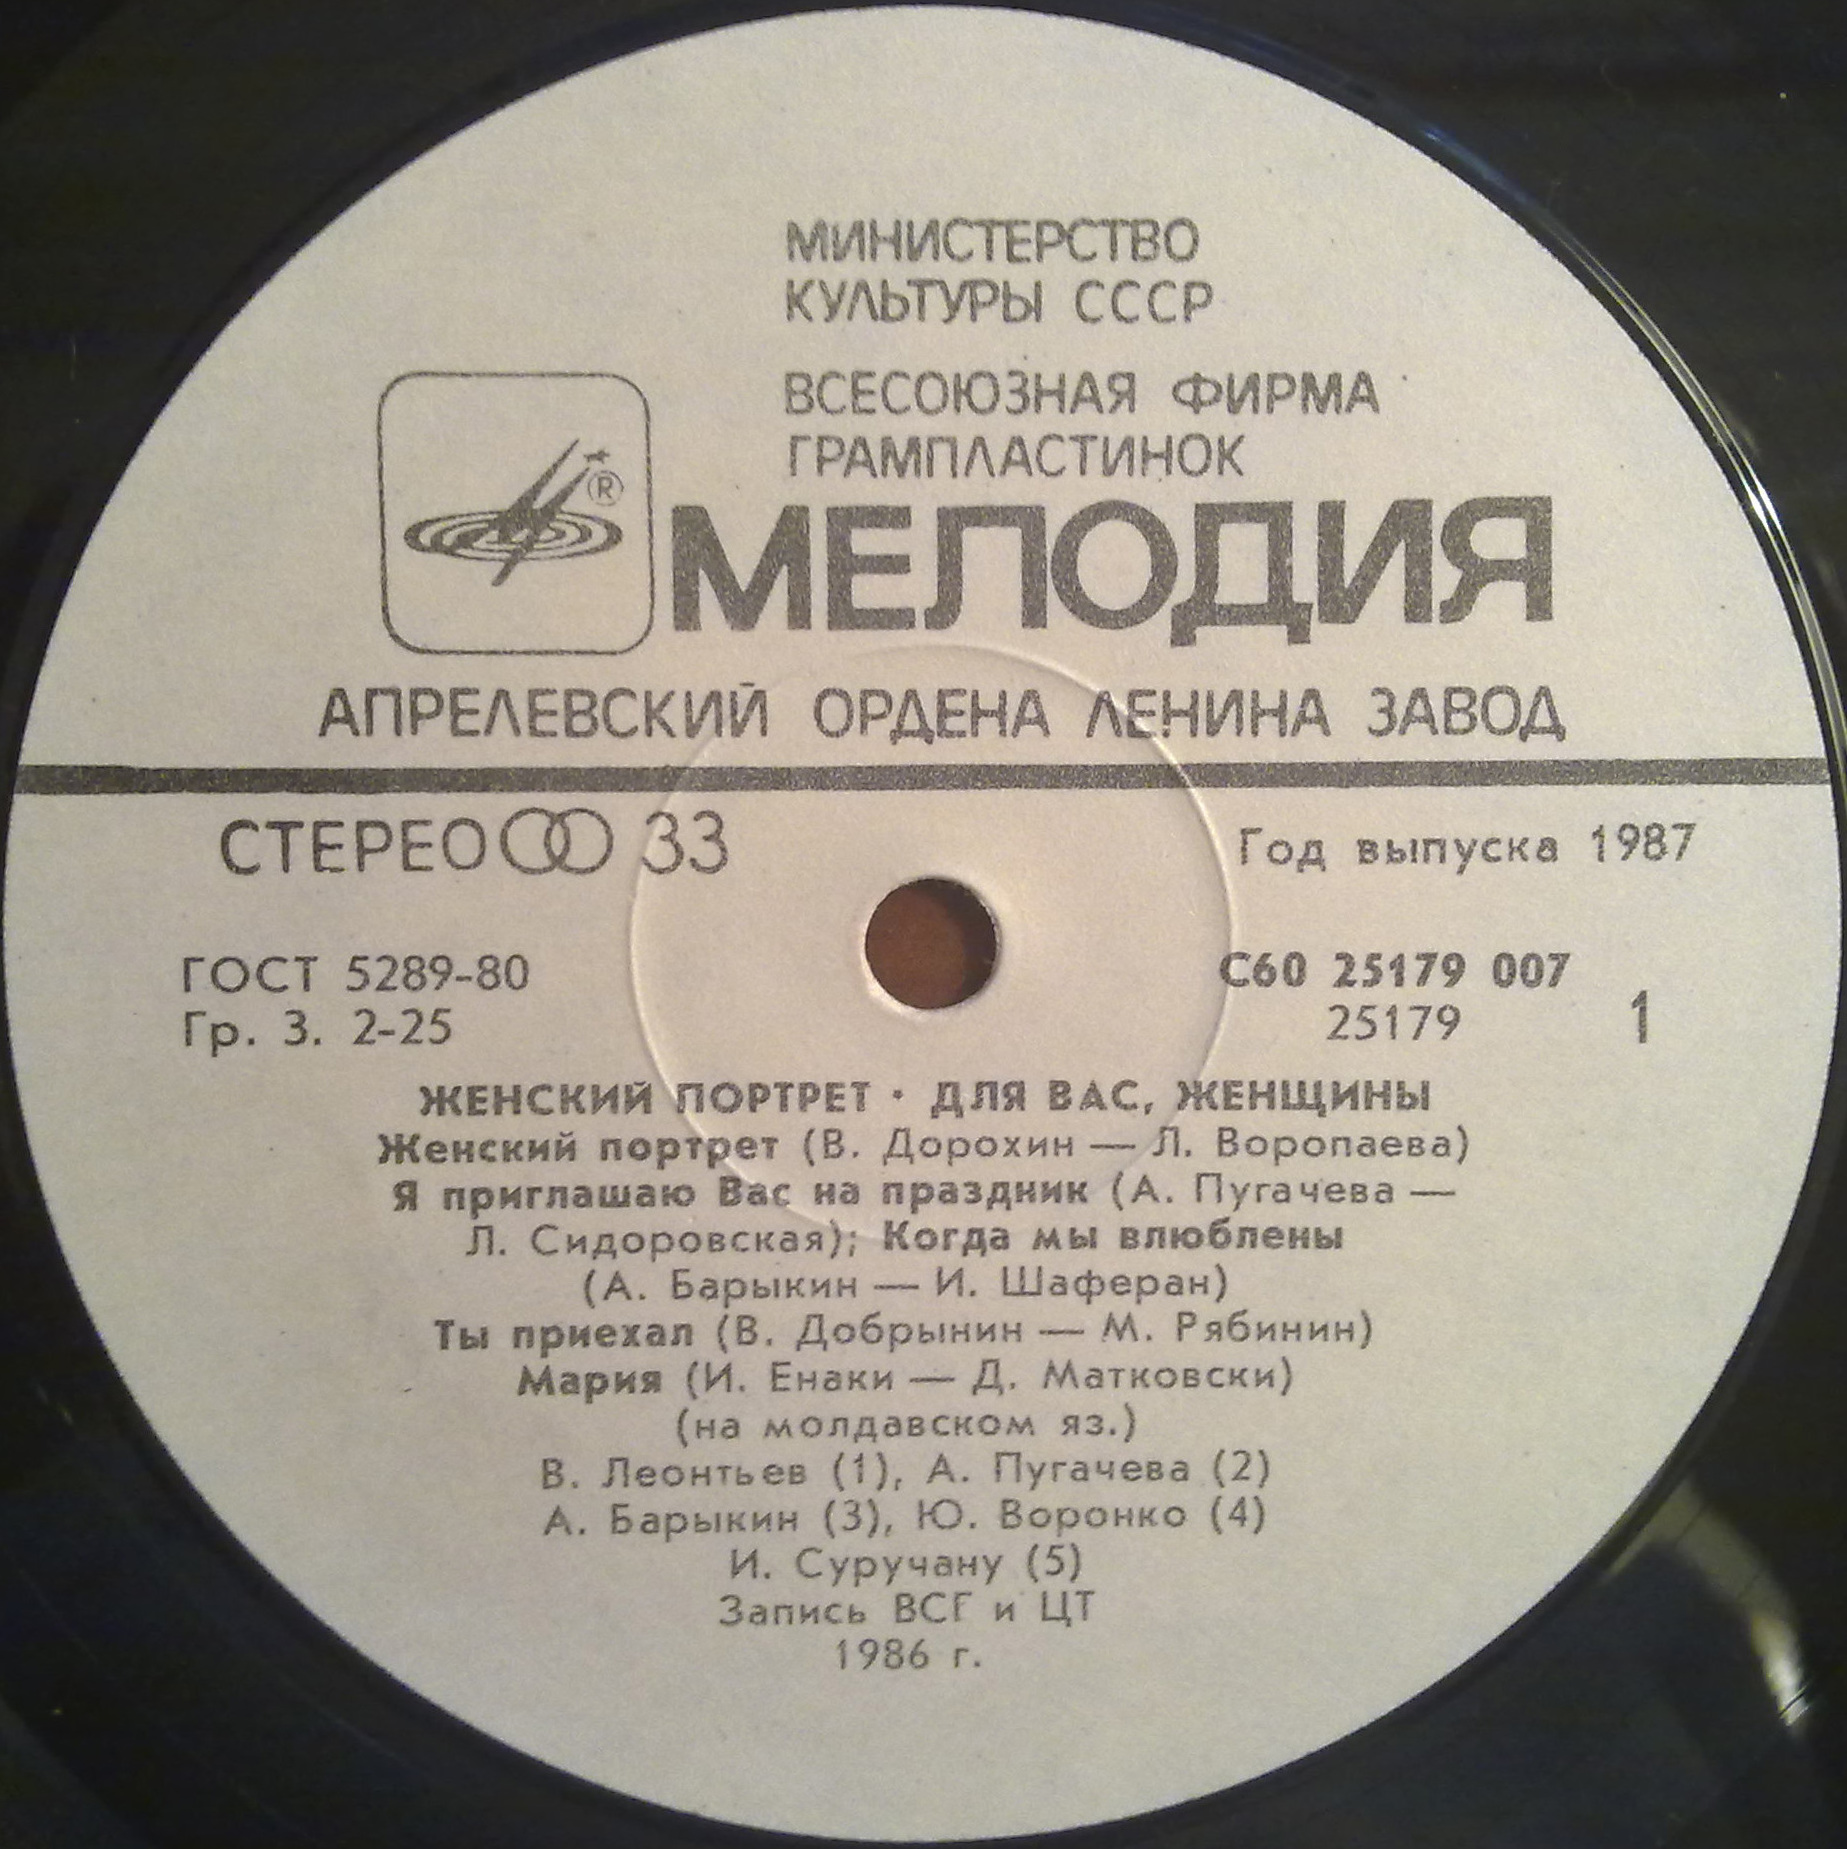 МИНИСТЕРСТВО
КУЛЬТУРЫ СССР
ВСЕСОЮЗНАЯ ФИРМА
ГРАМПЛАСТИНОК
®
МЕЛОДИЯ
АПРЕЛЕВСКИЙ ОРДЕНА ЛЕНИНА ЗАВОД
СТЕРЕО 33
Год выпуска 1987
ГОСТ 5289-80
Гр. 3. 2-25
С60 25179 007
25179
1
ЖЕНСКИЙ ПОРТРЕТ · ДЛЯ ВАС, ЖЕНЩИНЫ
Женский портрет (В. Дорохин — Л. Воропаева)
Я приглашаю Вас на праздник (А. Пугачева —
Л. Сидоровская); Когда мы влюблены
(А. Барыкин — И. Шаферан)
Ты приехал (В. Добрынин — М. Рябинин)
Мария (И. Енаки — Д. Матковски)
(на молдавском яз.)
В. Леонтьев (1), А. Пугачева (2)
А. Барыкин (3), Ю. Воронко (4)
И. Суручану (5)
Запись ВСГ и ЦТ
1986 г.